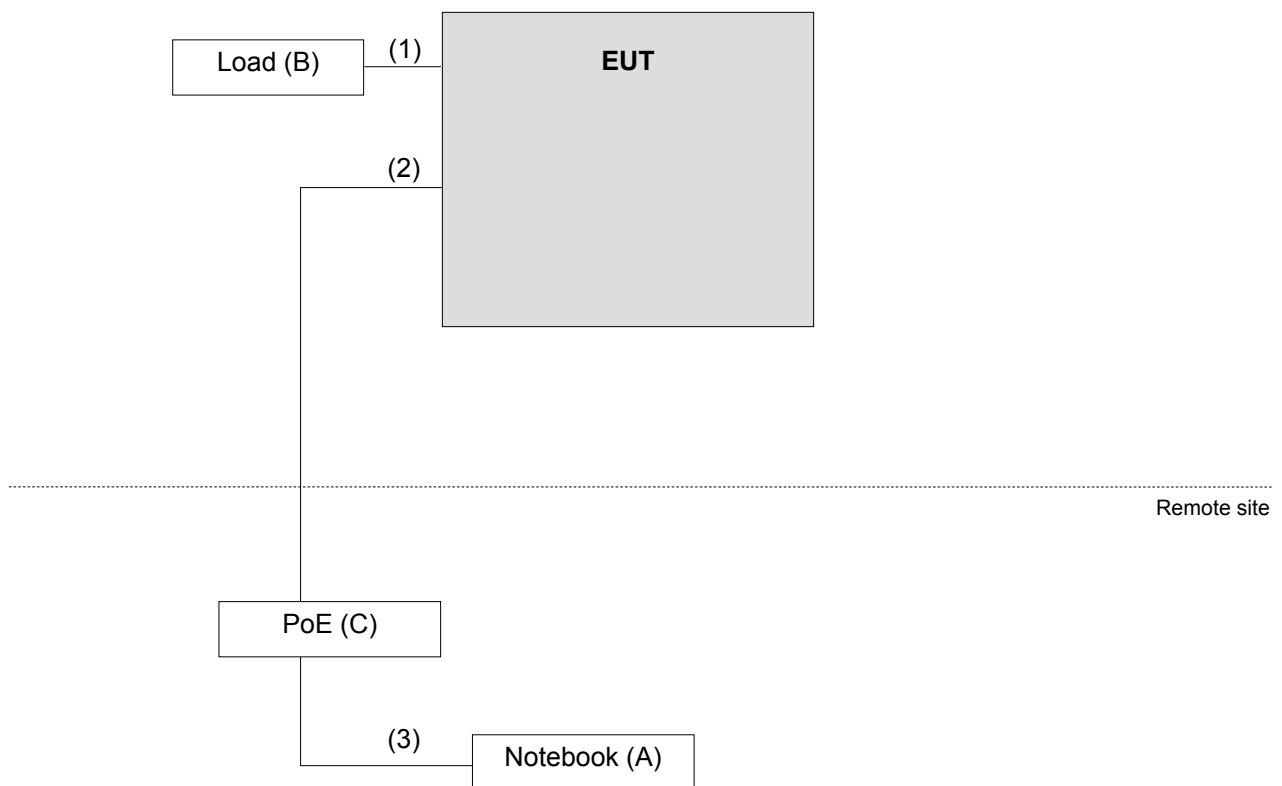 Load (B)
(1)
EUT
(2)
Remote site
PoE (C)
(3)
Notebook (A)